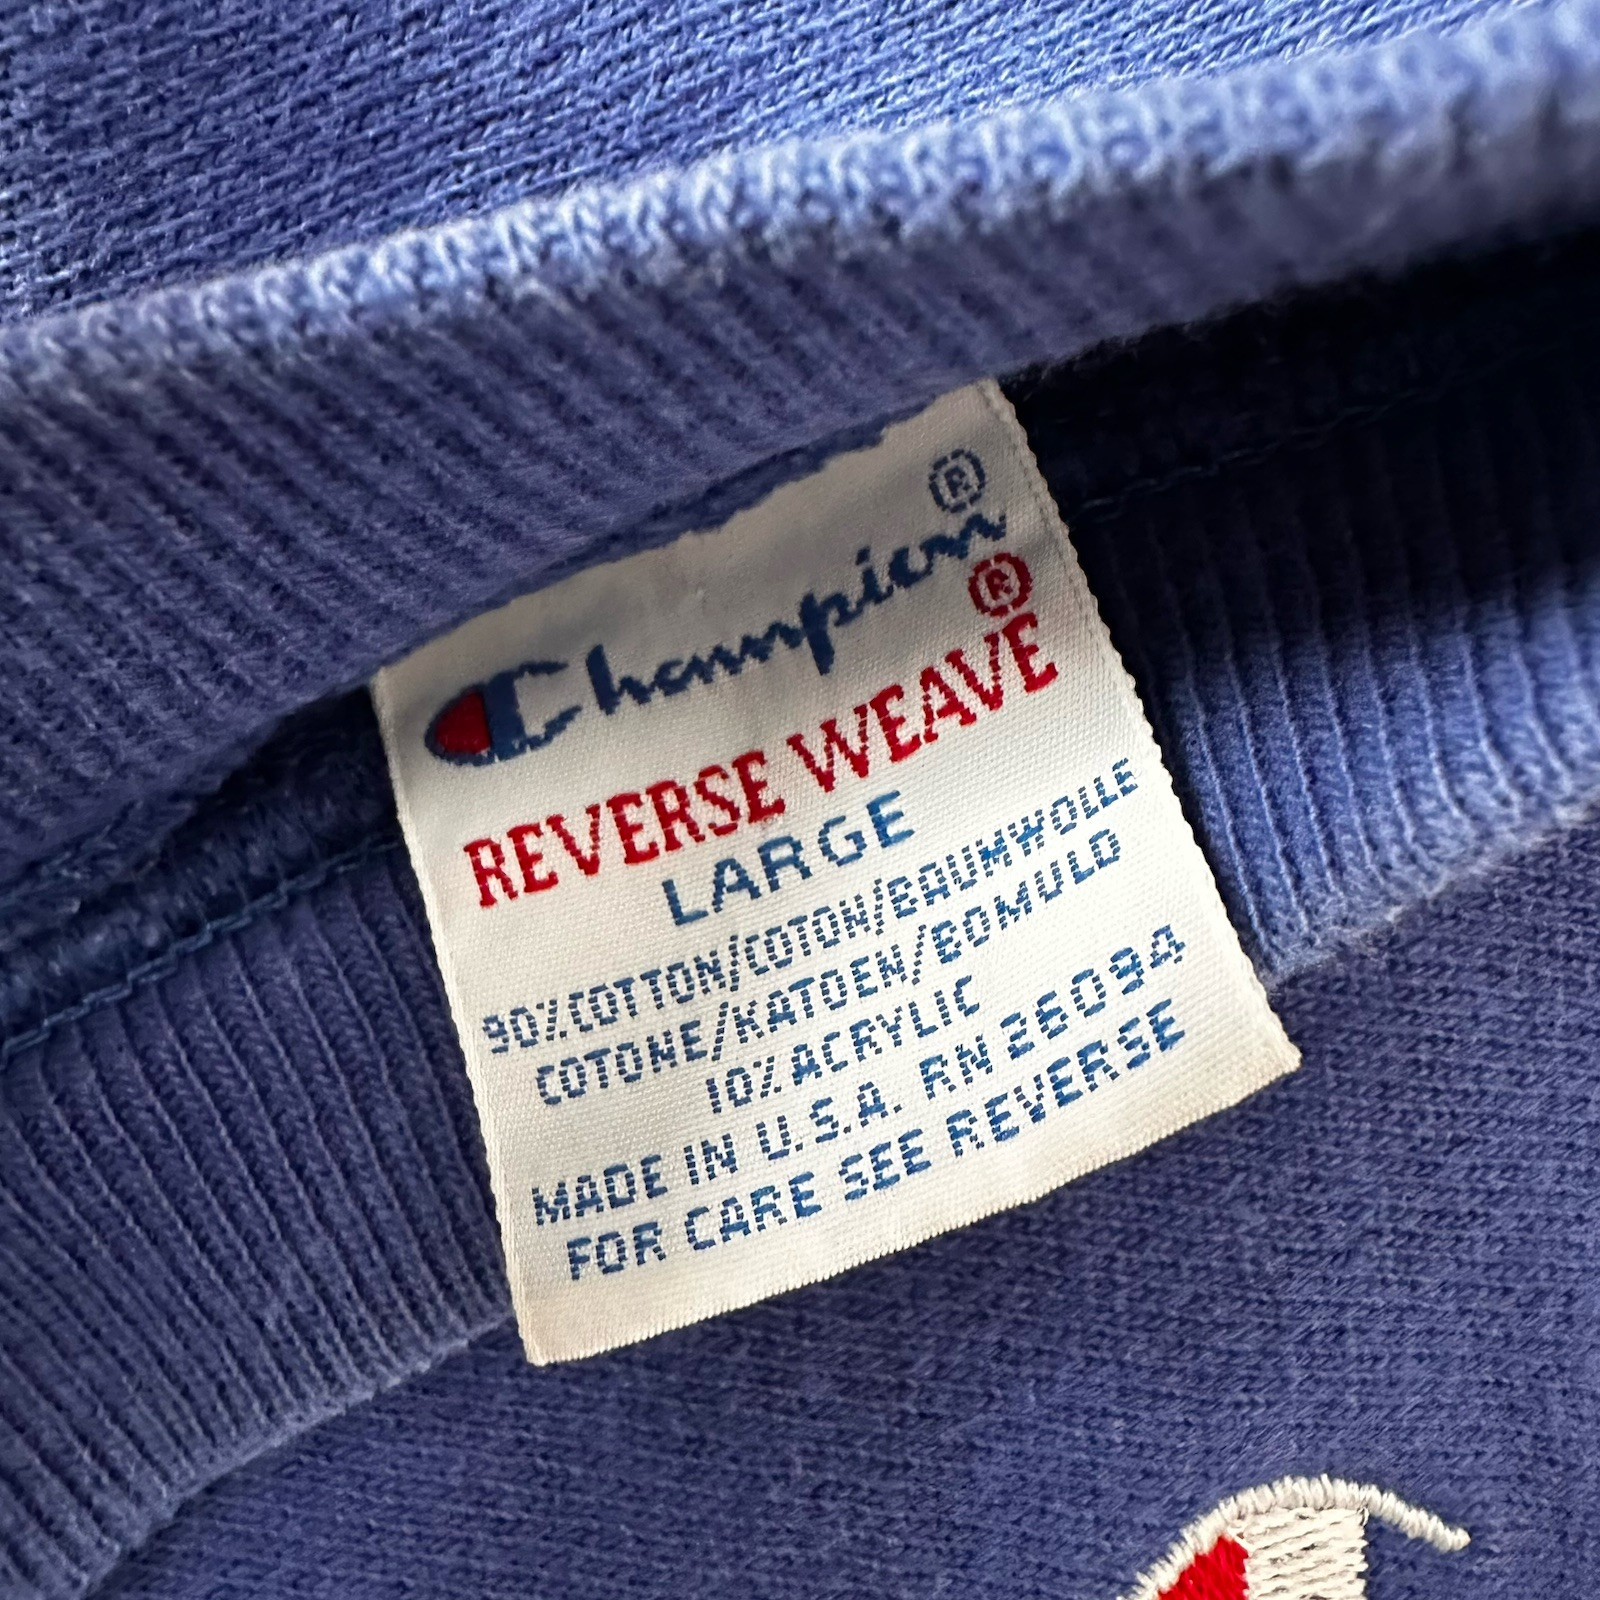 Champion®
REVERSE WEAVE®
LARGE
90% COTTON/COTON/BAUMWOLLE
COTONE/KATOEN/BOMULD
10% ACRYLIC
MADE IN U.S.A. RN 26094
FOR CARE SEE REVERSE